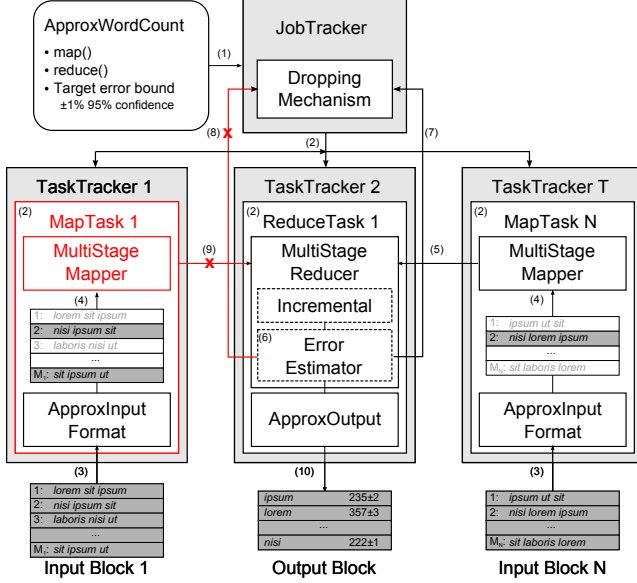 ApproxWordCount
• map()
• reduce()
• Target error bound
±1% 95% confidence
(1)
JobTracker
Dropping
Mechanism
(8)
X
(2)
(7)
TaskTracker 1
(2)
MapTask 1
MultiStage
Mapper
(4)
1: lorem sit ipsum
2: nisi ipsum sit
3: laboris nisi ut
...
M1: sit ipsum ut
ApproxInput
Format
(3)
1: lorem sit ipsum
2: nisi ipsum sit
3: laboris nisi ut
...
M1: sit ipsum ut
Input Block 1
(9)
X
TaskTracker 2
(2)
ReduceTask 1
MultiStage
Reducer
Incremental
(6)
Error
Estimator
ApproxOutput
(10)
ipsum 235±2
lorem 357±3
...
nisi 222±1
Output Block
(5)
TaskTracker T
(2)
MapTask N
MultiStage
Mapper
(4)
1: ipsum ut sit
2: nisi lorem ipsum
...
MN: sit laboris lorem
ApproxInput
Format
(3)
1: ipsum ut sit
2: nisi lorem ipsum
...
MN: sit laboris lorem
Input Block N